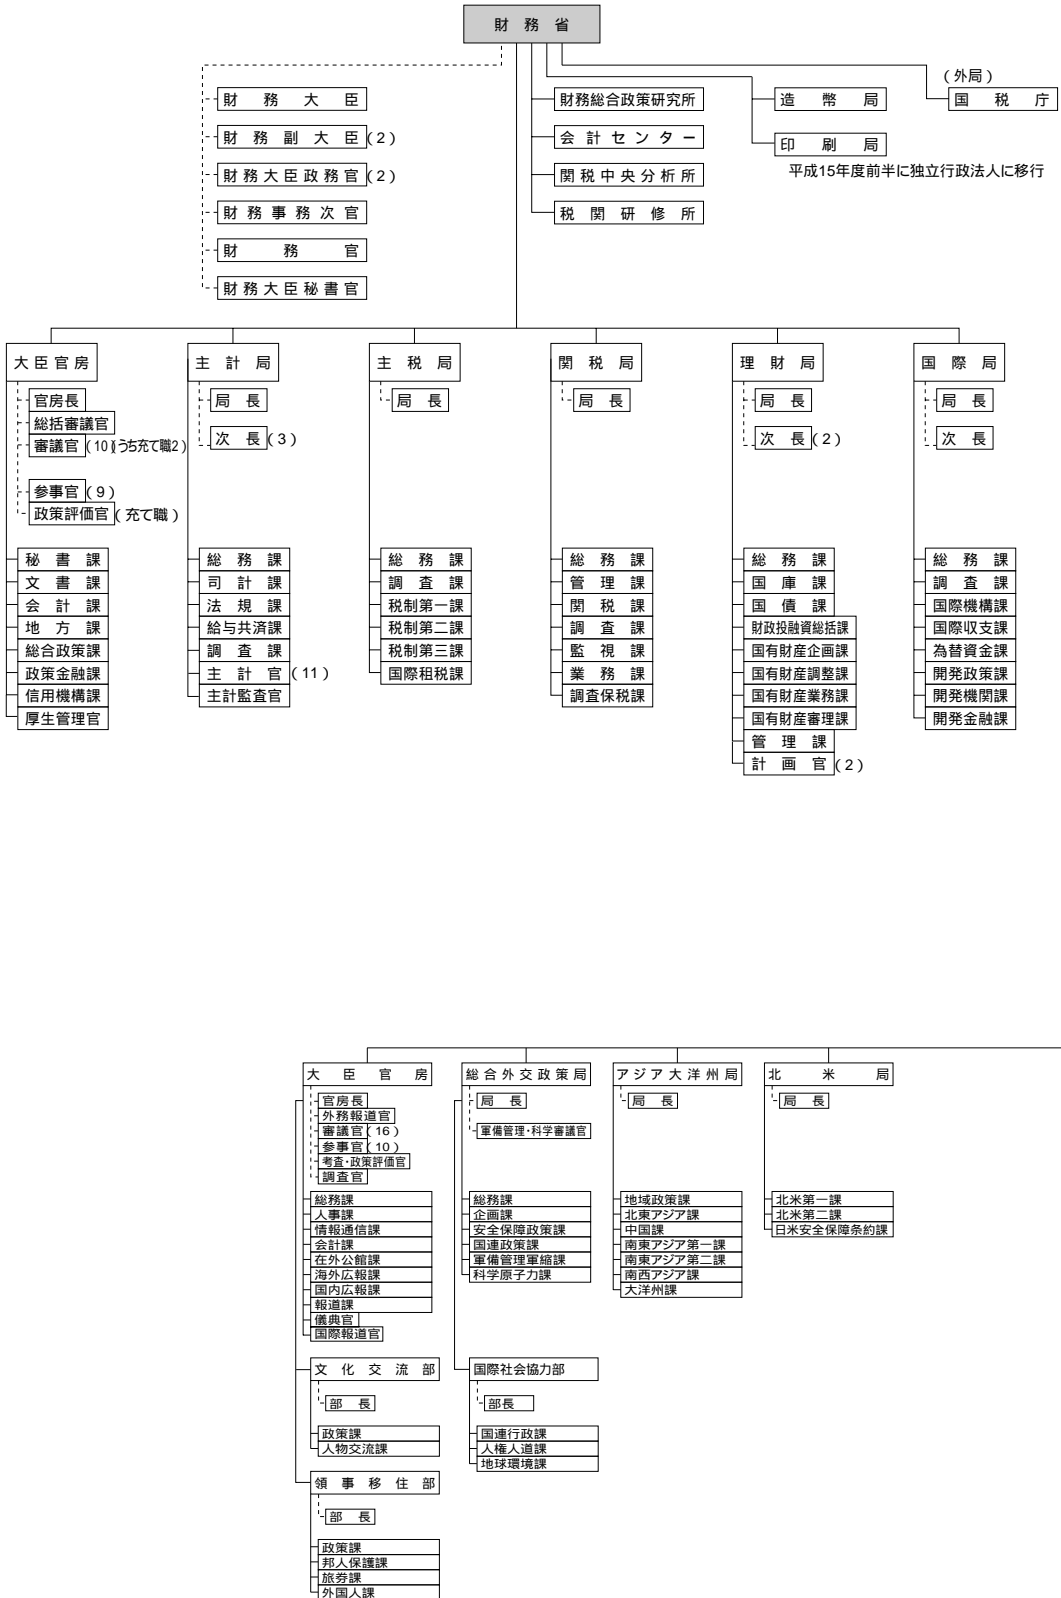 財務省
(外局)
財務大臣
財務総合政策研究所
造幣局
国税庁
財務副大臣(2)
会計センター
印刷局
財務大臣政務官(2)
関税中央分析所
平成15年度前半に独立行政法人に移行
財務事務次官
税関研修所
財務官
財務大臣秘書官
大臣官房
官房長
総括審議官
審議官(10)(うち充て職2)
参事官(9)
政策評価官(充て職)
秘書課
文書課
会計課
地方課
総合政策課
政策金融課
信用機構課
厚生管理官
主計局
局長
次長(3)
総務課
司計課
法規課
給与共済課
調査課
主計官(11)
主計監査官
主税局
局長
総務課
調査課
税制第一課
税制第二課
税制第三課
国際租税課
関税局
局長
総務課
管理課
関税課
調査課
監視課
業務課
調査保税課
理財局
局長
次長(2)
総務課
国庫課
国債課
財政投融資総括課
国有財産企画課
国有財産調整課
国有財産業務課
国有財産審理課
管理課
計画官(2)
国際局
局長
次長
総務課
調査課
国際機構課
国際収支課
為替資金課
開発政策課
開発機関課
開発金融課
大臣官房
官房長
外務報道官
審議官(16)
参事官(10)
考査・政策評価官
調査官
総務課
人事課
情報通信課
会計課
在外公館課
海外広報課
国内広報課
報道課
儀典官
国際報道官
文化交流部
部長
政策課
人物交流課
領事移住部
部長
政策課
邦人保護課
旅券課
外国人課
総合外交政策局
局長
軍備管理・科学審議官
総務課
企画課
安全保障政策課
国連政策課
軍備管理軍縮課
科学原子力課
国際社会協力部
部長
国連行政課
人権人道課
地球環境課
アジア大洋州局
局長
地域政策課
北東アジア課
中国課
南東アジア第一課
南東アジア第二課
南西アジア課
大洋州課
北米局
局長
北米第一課
北米第二課
日米安全保障条約課